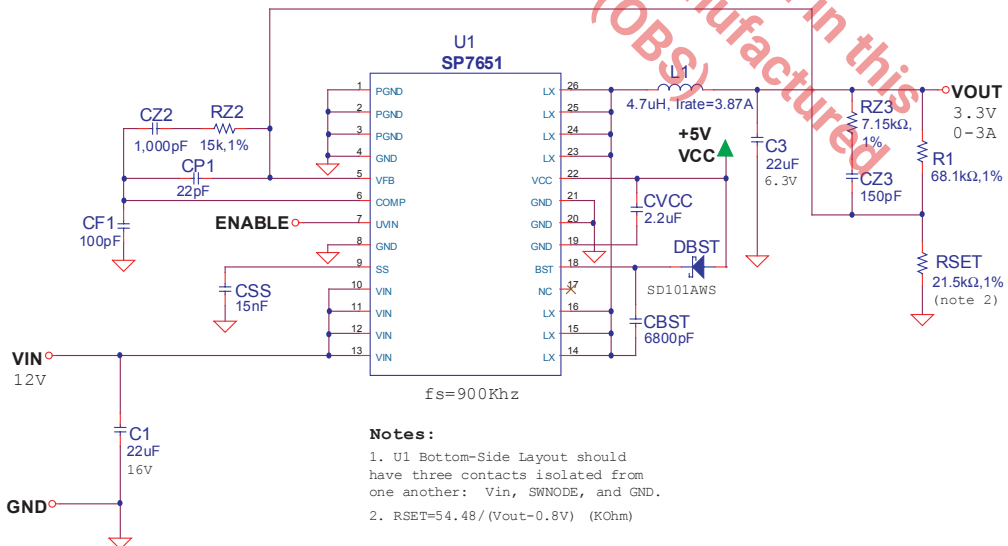 in this
nufactured
(OBS)
U1
SP7651
1 PGND
2 PGND
3 PGND
4 GND
5 VFB
6 COMP
7 UVIN
8 GND
9 SS
10 VIN
11 VIN
12 VIN
13 VIN
LX 26
LX 25
LX 24
LX 23
VCC 22
GND 21
GND 20
GND 19
BST 18
NC 17
LX 16
LX 15
LX 14
fs=900Khz
CZ2
1,000pF
RZ2
15k,1%
CP1
22pF
CF1
100pF
ENABLE
CSS
15nF
VIN
12V
C1
22uF
16V
GND
L1
4.7uH, Irate=3.87A
+5V
VCC
CVCC
2.2uF
DBST
SD101AWS
CBST
6800pF
C3
22uF
6.3V
RZ3
7.15kΩ,
1%
CZ3
150pF
VOUT
3.3V
0-3A
R1
68.1kΩ,1%
RSET
21.5kΩ,1%
(note 2)
Notes:
1. U1 Bottom-Side Layout should
have three contacts isolated from
one another: Vin, SWNODE, and GND.
2. RSET=54.48/(Vout-0.8V) (KOhm)